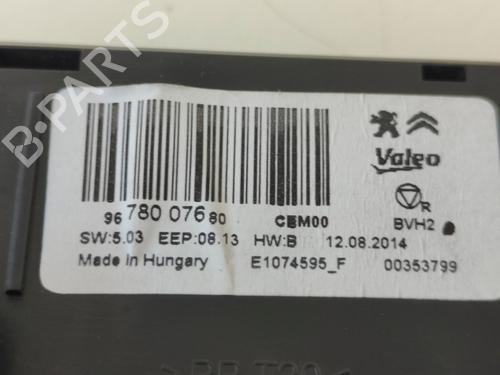 Valeo
R
96 780 076 80 CEM00 BVH2
SW:5.03 EEP:08.13 HW:B 12.08.2014
Made in Hungary E1074595_F 00353799
B-PARTS